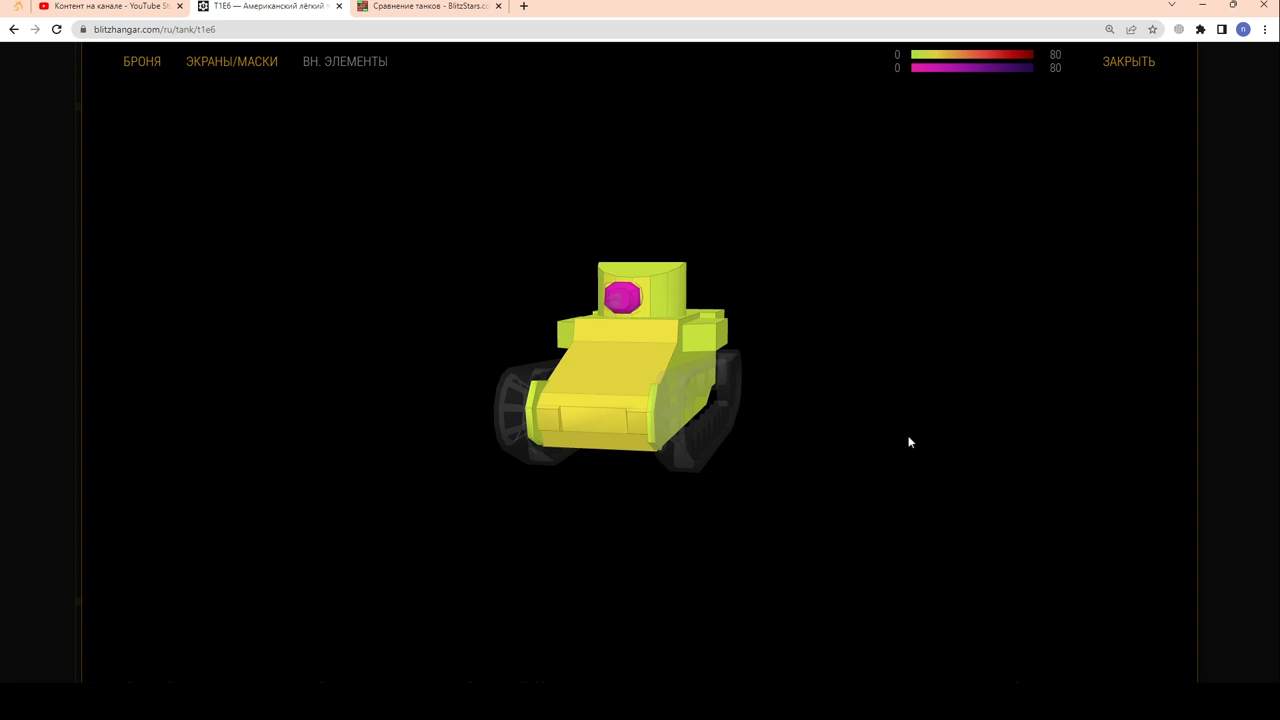 Контент на канале - YouTube St
T1E6 — Американский лёгкий т
Сравнение танков - BlitzStars.co
blitzhangar.com/ru/tank/t1e6
n
БРОНЯ ЭКРАНЫ/МАСКИ ВН. ЭЛЕМЕНТЫ 0 80 ЗАКРЫТЬ
0 80